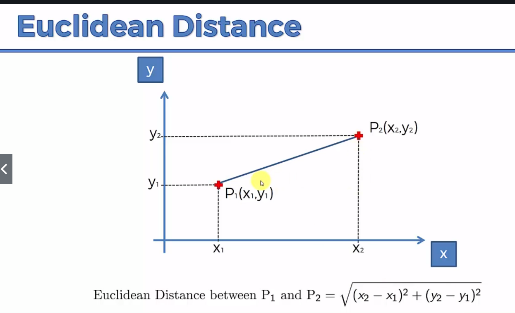 Euclidean Distance
y
y₂
P₂(x₂,y₂)
y₁
P₁(x₁,y₁)
x₁
x₂
x
Euclidean Distance between P₁ and P₂ = √(x₂ − x₁)² + (y₂ − y₁)²